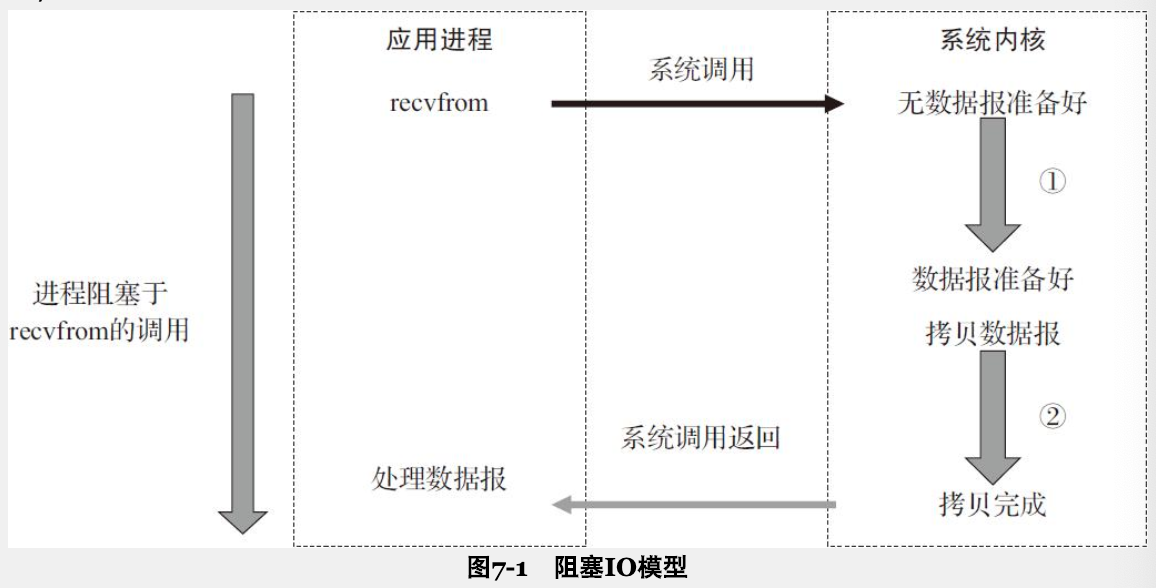 应用进程
系统内核
系统调用
recvfrom
无数据报准备好
①
数据报准备好
进程阻塞于
recvfrom的调用
拷贝数据报
②
系统调用返回
处理数据报
拷贝完成
图7-1 阻塞IO模型